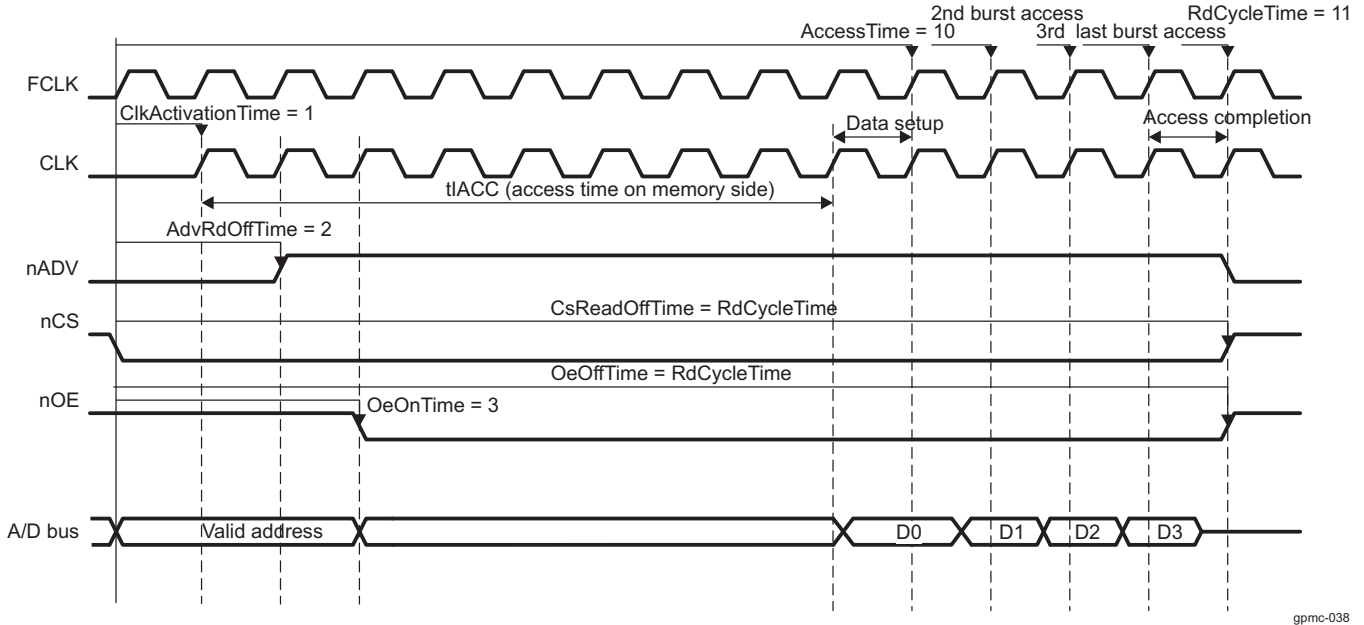 2nd burst access
RdCycleTime = 11
AccessTime = 10
3rd last burst access
FCLK
ClkActivationTime = 1
Data setup
Access completion
CLK
tIACC (access time on memory side)
AdvRdOffTime = 2
nADV
CsReadOffTime = RdCycleTime
nCS
OeOffTime = RdCycleTime
nOE
OeOnTime = 3
A/D bus
Valid address
D0
D1
D2
D3
gpmc-038